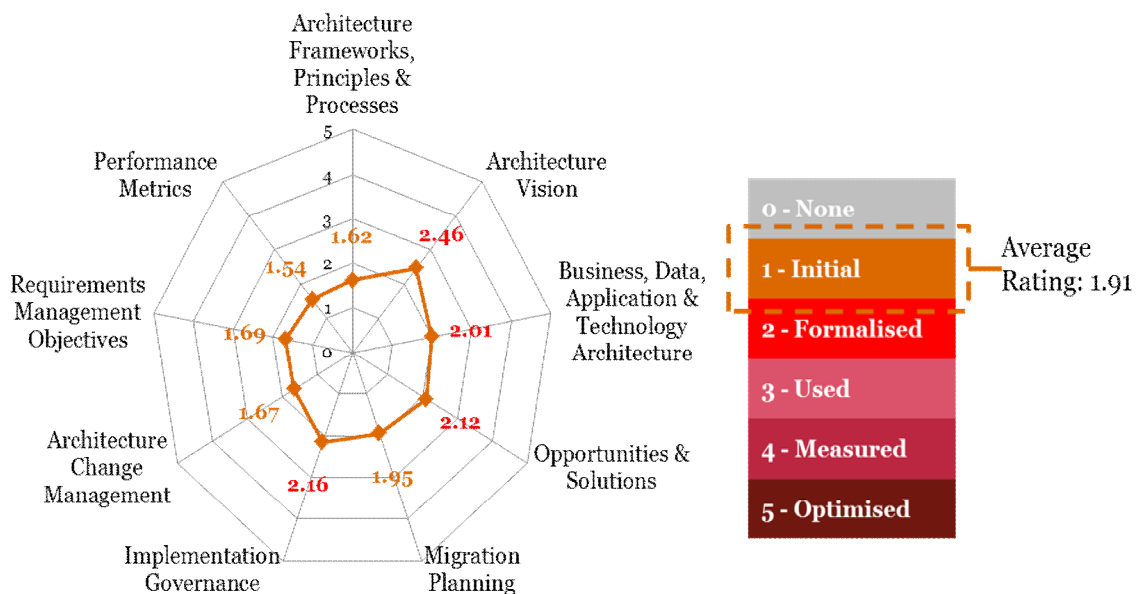 Architecture
Frameworks,
Principles &
Processes
Performance
Metrics
Architecture
Vision
5
4
3
2
1
0
1.62
2.46
1.54
Requirements
Management
Objectives
Business, Data,
Application &
Technology
Architecture
1.69
2.01
1.67
2.12
Architecture
Change
Management
Opportunities &
Solutions
2.16
1.95
Implementation
Governance
Migration
Planning
0 - None
1 - Initial
2 - Formalised
3 - Used
4 - Measured
5 - Optimised
Average
Rating: 1.91